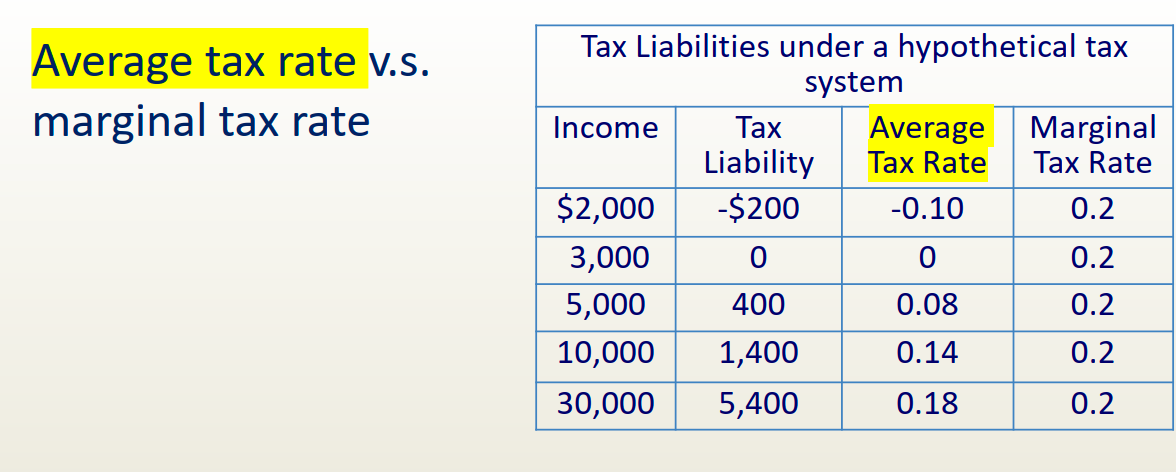 Average tax rate v.s.
marginal tax rate
Tax Liabilities under a hypothetical tax
system
Income Tax Average Marginal
Liability Tax Rate Tax Rate
$2,000 -$200 -0.10 0.2
3,000 0 0 0.2
5,000 400 0.08 0.2
10,000 1,400 0.14 0.2
30,000 5,400 0.18 0.2